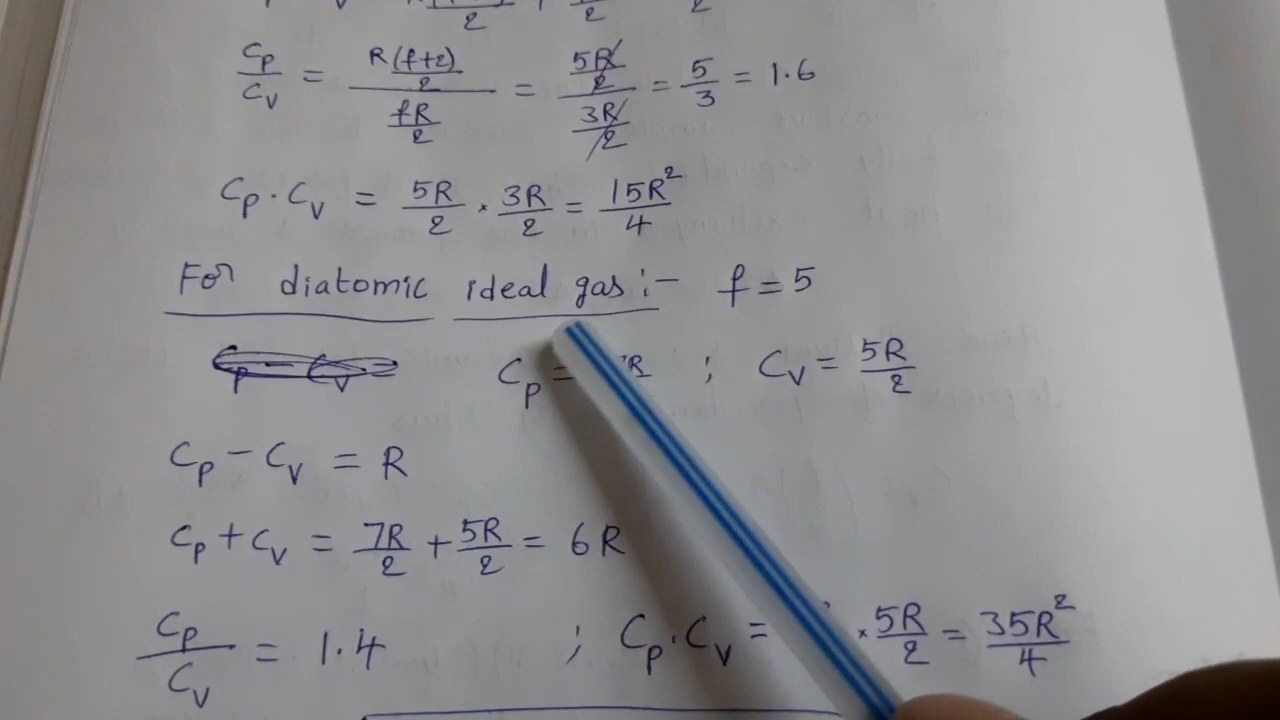 Cp/Cv = (R(f+2)/2)/(fR/2) = (5R/2)/(3R/2) = 5/3 = 1.6
Cp . Cv = 5R/2 × 3R/2 = 15R²/4
For diatomic ideal gas :- f = 5
Cp = R ; Cv = 5R/2
Cp - Cv = R
Cp + Cv = 7R/2 + 5R/2 = 6R
Cp/Cv = 1.4 ; Cp . Cv = × 5R/2 = 35R²/4